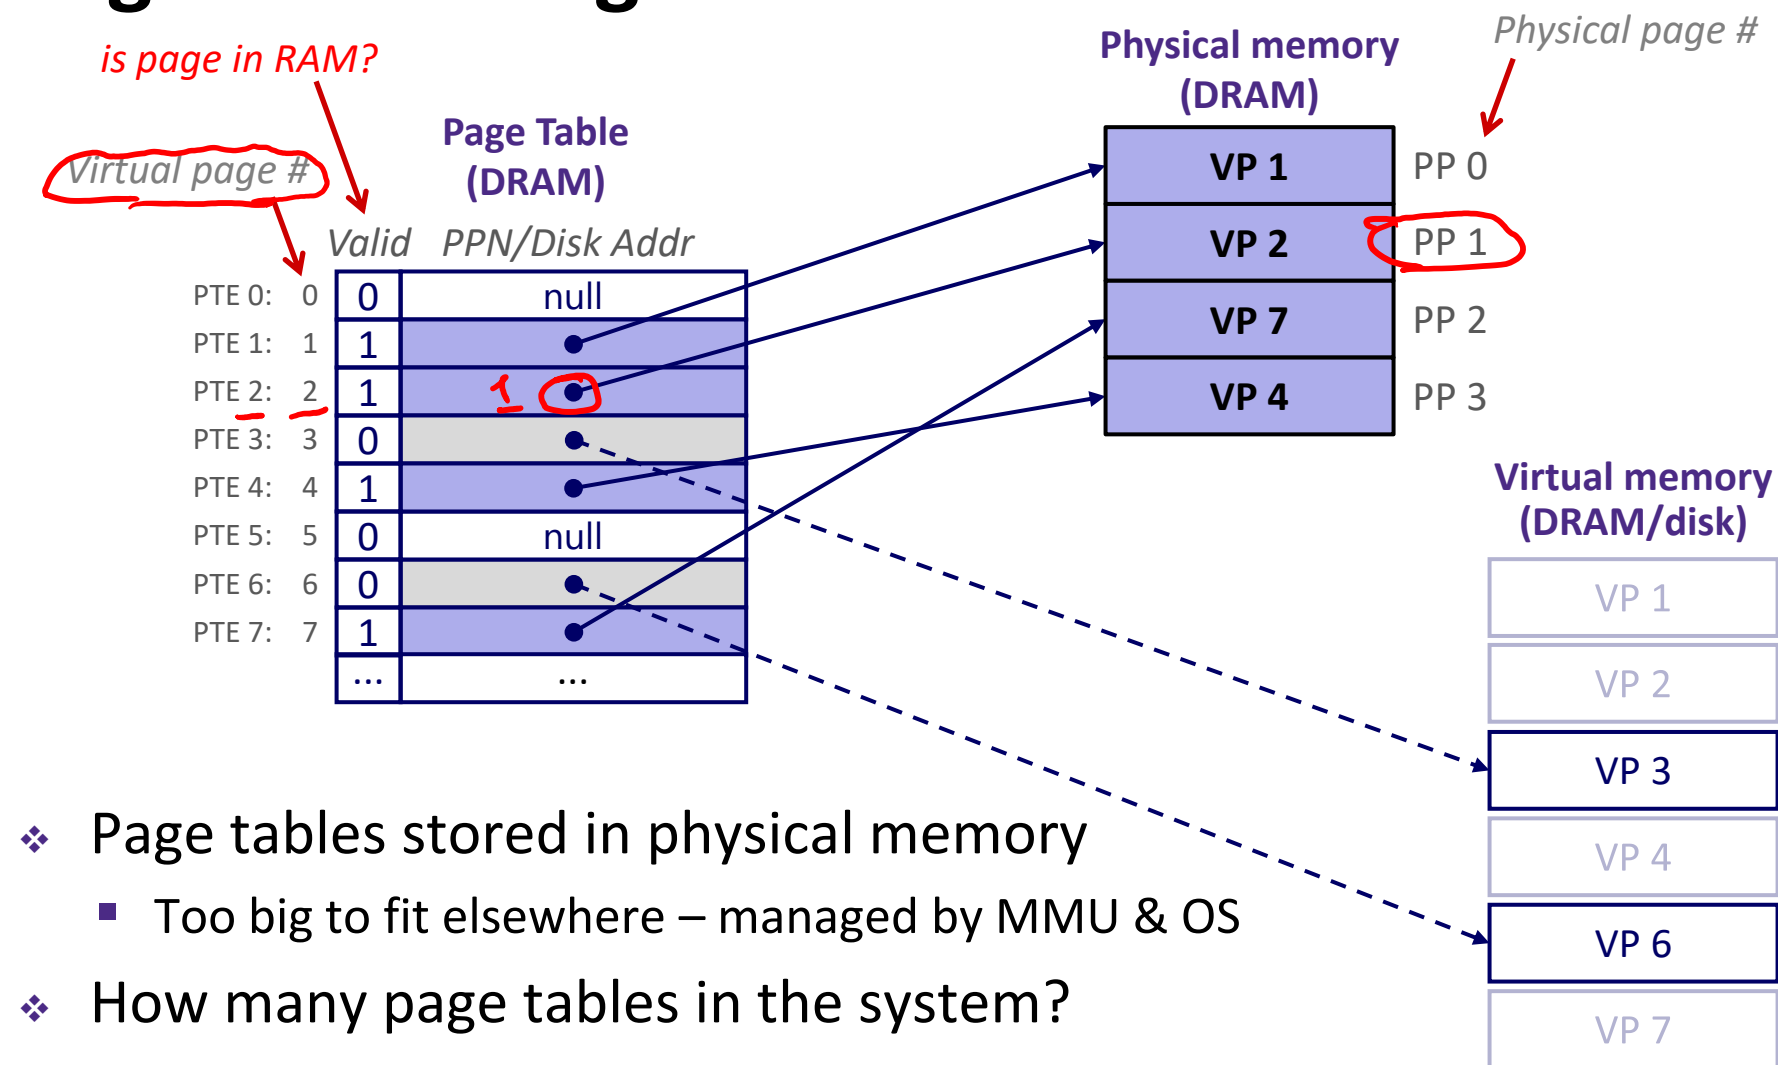 is page in RAM?
Virtual page #
Page Table
(DRAM)
Valid PPN/Disk Addr
PTE 0: 0 0 null
PTE 1: 1 1
PTE 2: 2 1 1
PTE 3: 3 0
PTE 4: 4 1
PTE 5: 5 0 null
PTE 6: 6 0
PTE 7: 7 1
... ...
Physical memory
(DRAM)
Physical page #
VP 1 PP 0
VP 2 PP 1
VP 7 PP 2
VP 4 PP 3
Virtual memory
(DRAM/disk)
VP 1
VP 2
VP 3
VP 4
VP 6
VP 7
Page tables stored in physical memory
Too big to fit elsewhere – managed by MMU & OS
How many page tables in the system?